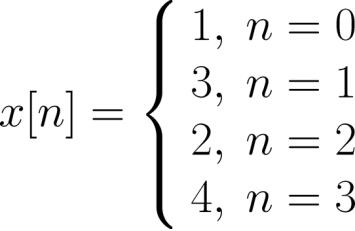 x[n] = { 1, n = 0
3, n = 1
2, n = 2
4, n = 3